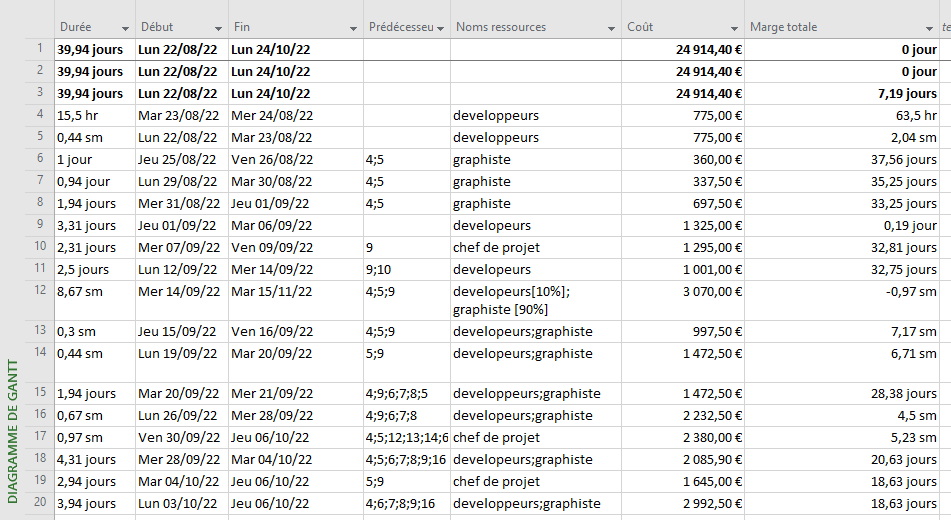 Durée Début Fin Prédécesseu Noms ressources Coût Marge totale te
1 39,94 jours Lun 22/08/22 Lun 24/10/22 24 914,40 € 0 jour
2 39,94 jours Lun 22/08/22 Lun 24/10/22 24 914,40 € 0 jour
3 39,94 jours Lun 22/08/22 Lun 24/10/22 24 914,40 € 7,19 jours
4 15,5 hr Mar 23/08/22 Mer 24/08/22 developpeurs 775,00 € 63,5 hr
5 0,44 sm Lun 22/08/22 Mar 23/08/22 developpeurs 775,00 € 2,04 sm
6 1 jour Jeu 25/08/22 Ven 26/08/22 4;5 graphiste 360,00 € 37,56 jours
7 0,94 jour Lun 29/08/22 Mar 30/08/22 4;5 graphiste 337,50 € 35,25 jours
8 1,94 jours Mer 31/08/22 Jeu 01/09/22 4;5 graphiste 697,50 € 33,25 jours
9 3,31 jours Jeu 01/09/22 Mar 06/09/22 developeurs 1 325,00 € 0,19 jour
10 2,31 jours Mer 07/09/22 Ven 09/09/22 9 chef de projet 1 295,00 € 32,81 jours
11 2,5 jours Lun 12/09/22 Mer 14/09/22 9;10 developeurs 1 001,00 € 32,75 jours
12 8,67 sm Mer 14/09/22 Mar 15/11/22 4;5;9 developeurs[10%]; 3 070,00 € -0,97 sm
graphiste [90%]
13 0,3 sm Jeu 15/09/22 Ven 16/09/22 4;5;9 developeurs;graphiste 997,50 € 7,17 sm
14 0,44 sm Lun 19/09/22 Mar 20/09/22 5;9 developeurs;graphiste 1 472,50 € 6,71 sm
15 1,94 jours Mar 20/09/22 Mer 21/09/22 4;9;6;7;8;5 developpeurs;graphiste 1 472,50 € 28,38 jours
16 0,67 sm Lun 26/09/22 Mer 28/09/22 4;9;6;7;8 developeurs;graphiste 2 232,50 € 4,5 sm
17 0,97 sm Ven 30/09/22 Jeu 06/10/22 4;5;12;13;14;6 chef de projet 2 380,00 € 5,23 sm
18 4,31 jours Mer 28/09/22 Mar 04/10/22 4;5;6;7;8;9;16 developeurs;graphiste 2 085,90 € 20,63 jours
19 2,94 jours Mar 04/10/22 Jeu 06/10/22 5;9 chef de projet 1 645,00 € 18,63 jours
20 3,94 jours Lun 03/10/22 Jeu 06/10/22 4;6;7;8;9;16 developpeurs;graphiste 2 992,50 € 18,63 jours
DIAGRAMME DE GANTT